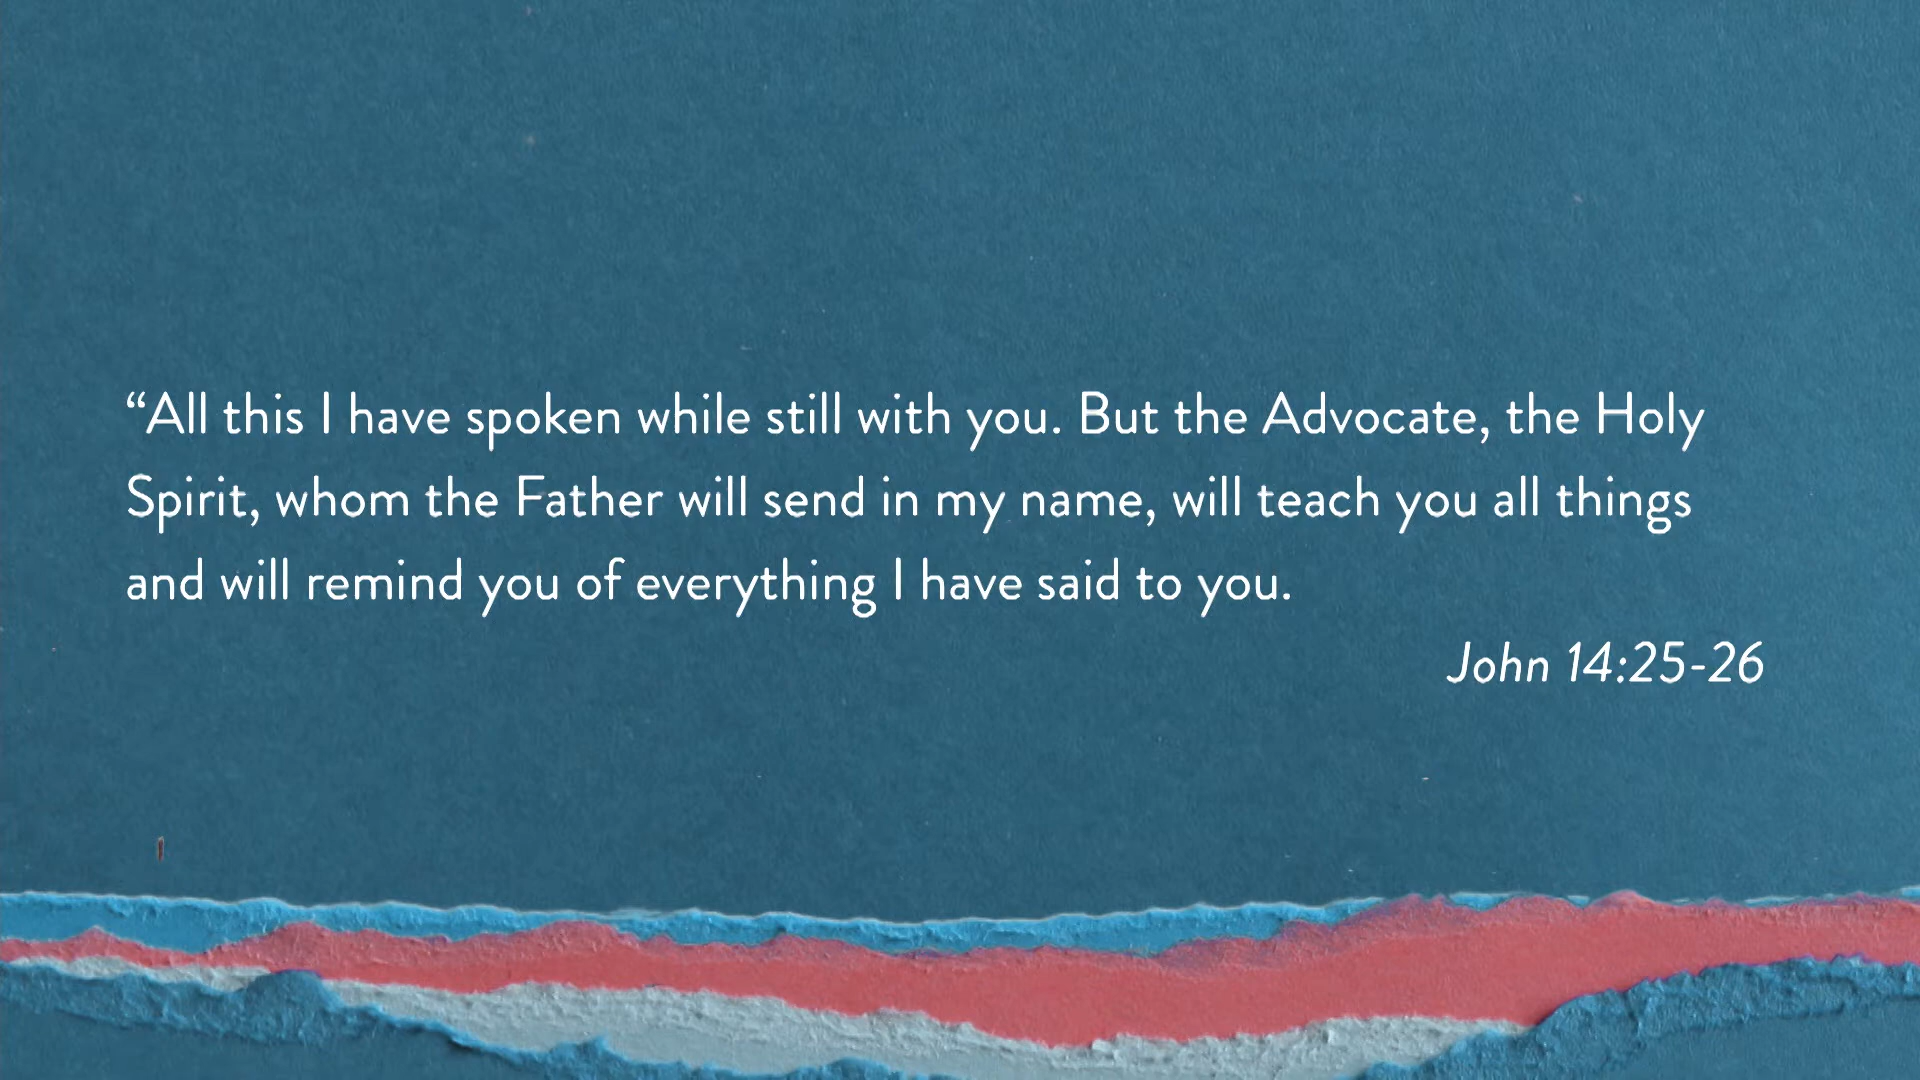 “All this I have spoken while still with you. But the Advocate, the Holy
Spirit, whom the Father will send in my name, will teach you all things
and will remind you of everything I have said to you.
John 14:25-26